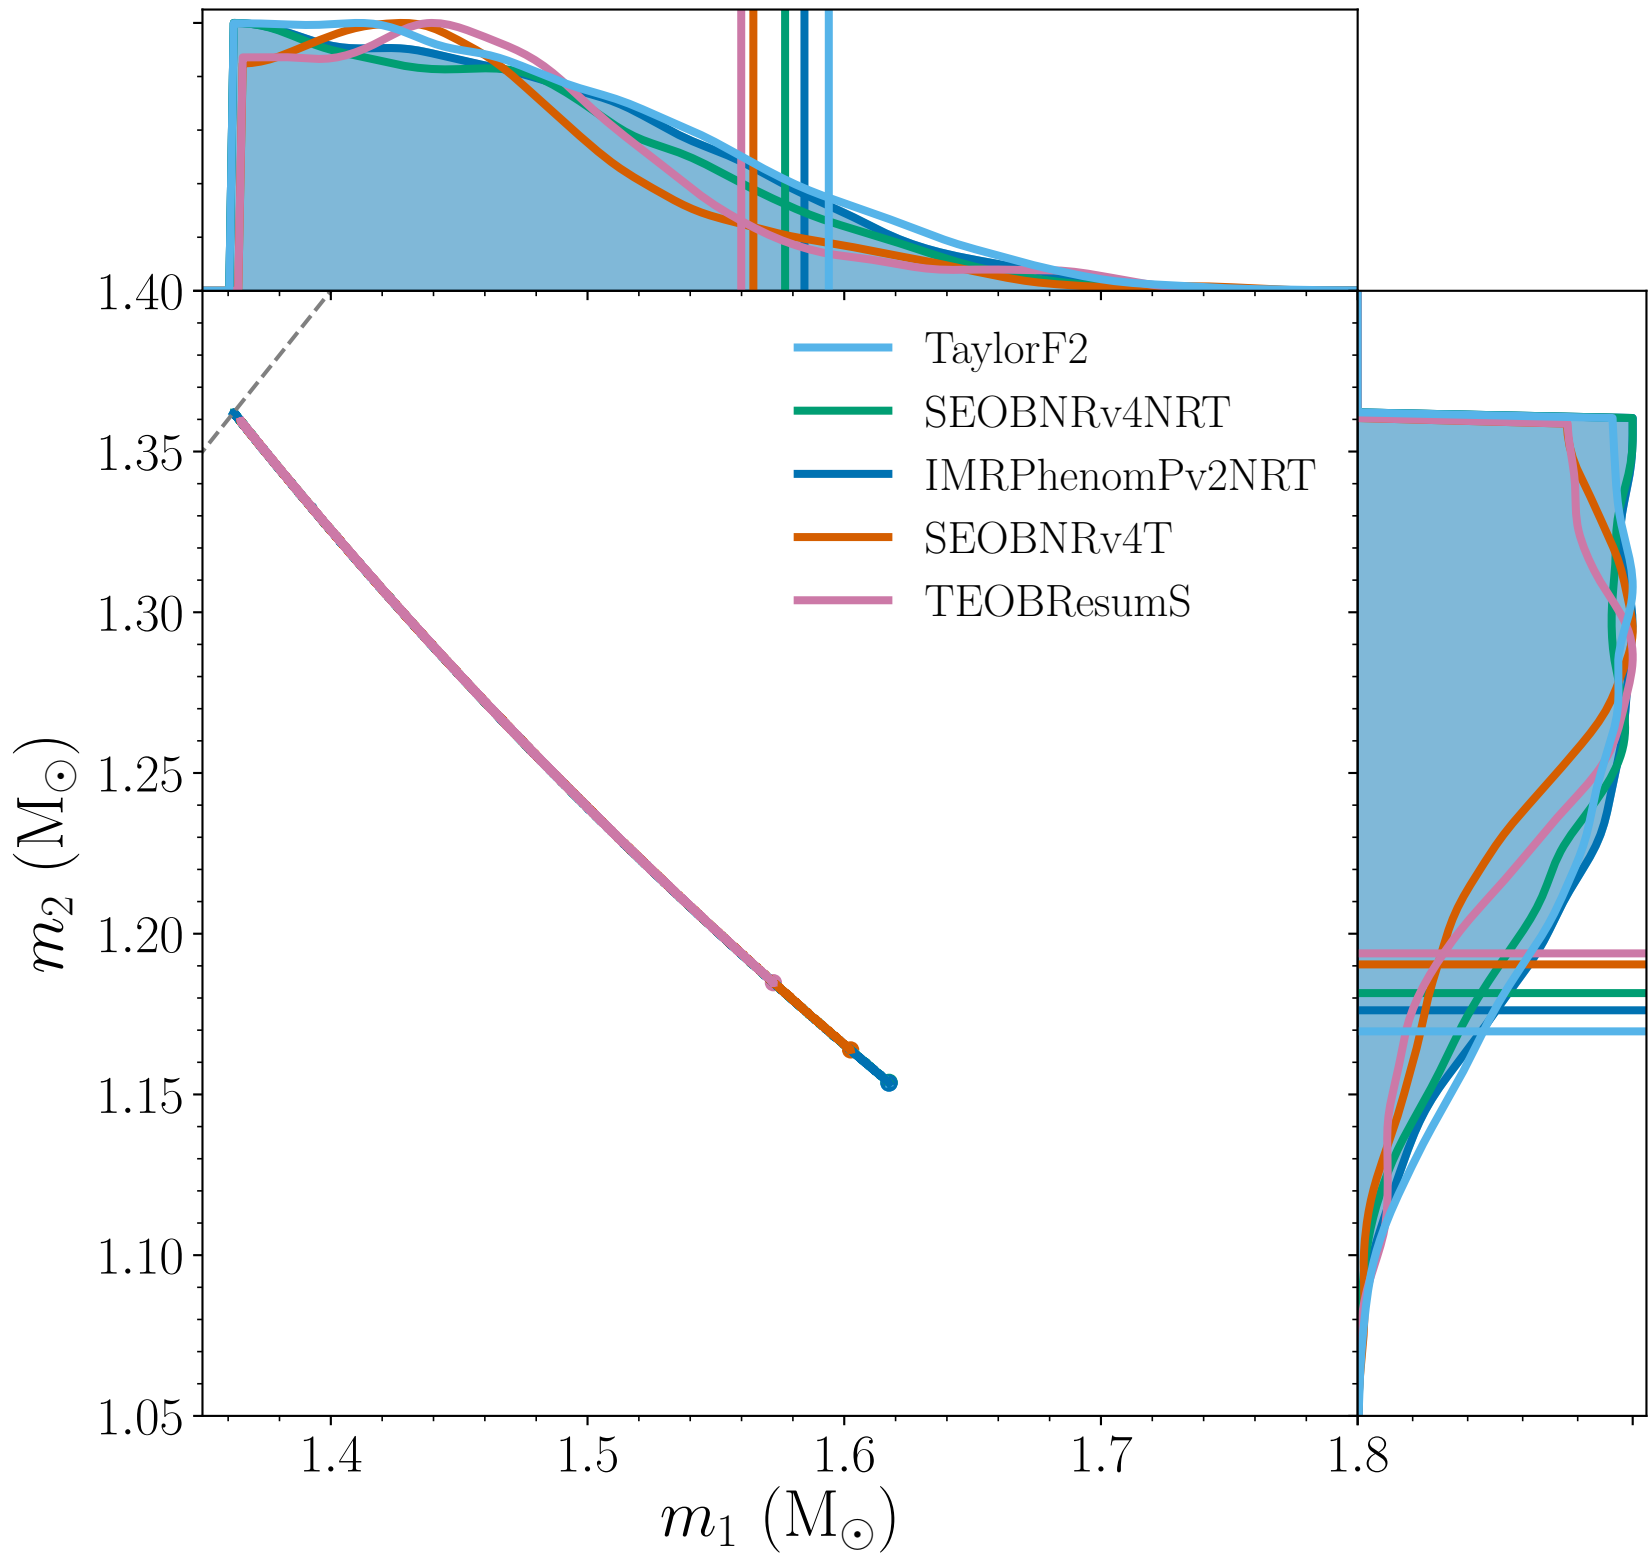 TaylorF2
SEOBNRv4NRT
IMRPhenomPv2NRT
SEOBNRv4T
TEOBResumS
1.40
1.35
1.30
1.25
1.20
1.15
1.10
1.05
m₂ (M☉)
1.4 1.5 1.6 1.7 1.8
m₁ (M☉)